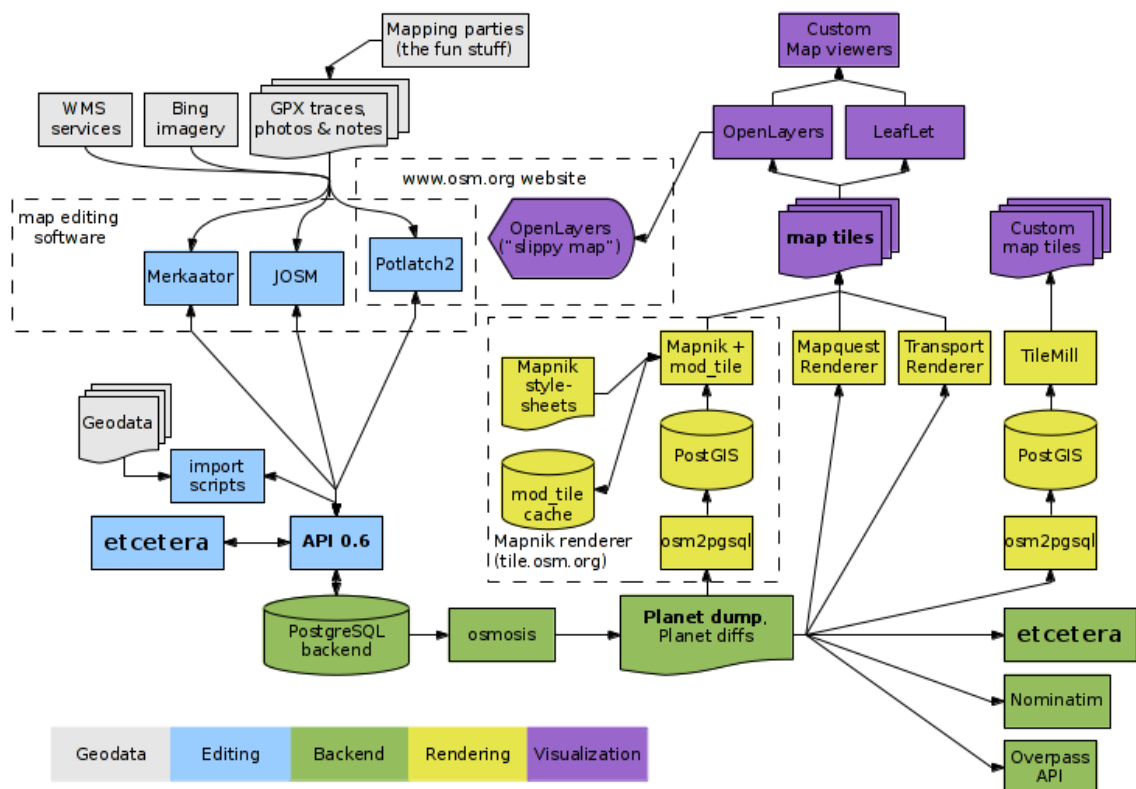 Mapping parties
(the fun stuff)
Custom
Map viewers
WMS
services
Bing
imagery
GPX traces,
photos & notes
OpenLayers
LeafLet
www.osm.org website
map editing
software
OpenLayers
("slippy map")
map tiles
Custom
map tiles
Merkaator
JOSM
Potlatch2
Mapnik
style-
sheets
Mapnik +
mod_tile
Mapquest
Renderer
Transport
Renderer
TileMill
Geodata
import
scripts
mod_tile
cache
PostGIS
PostGIS
etcetera
API 0.6
Mapnik renderer
(tile.osm.org)
osm2pgsql
osm2pgsql
PostgreSQL
backend
osmosis
Planet dump,
Planet diffs
etcetera
Nominatim
Overpass
API
Geodata
Editing
Backend
Rendering
Visualization